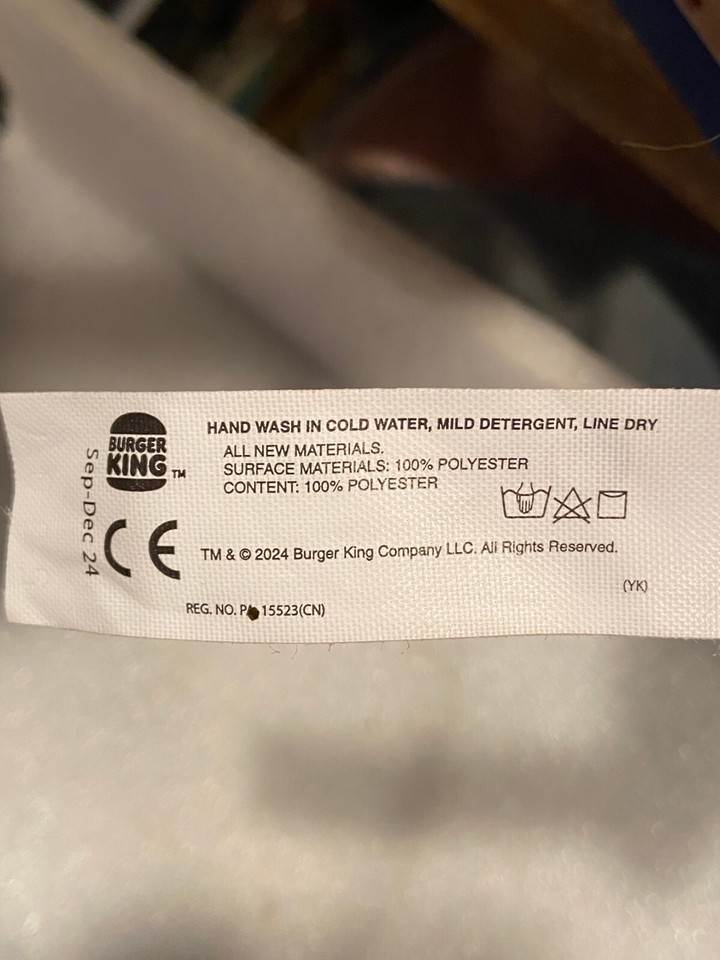 BURGER
KING™
Sep-Dec 24
HAND WASH IN COLD WATER, MILD DETERGENT, LINE DRY
ALL NEW MATERIALS.
SURFACE MATERIALS: 100% POLYESTER
CONTENT: 100% POLYESTER
CE
TM & © 2024 Burger King Company LLC. All Rights Reserved.
(YK)
REG. NO. 15523(CN)